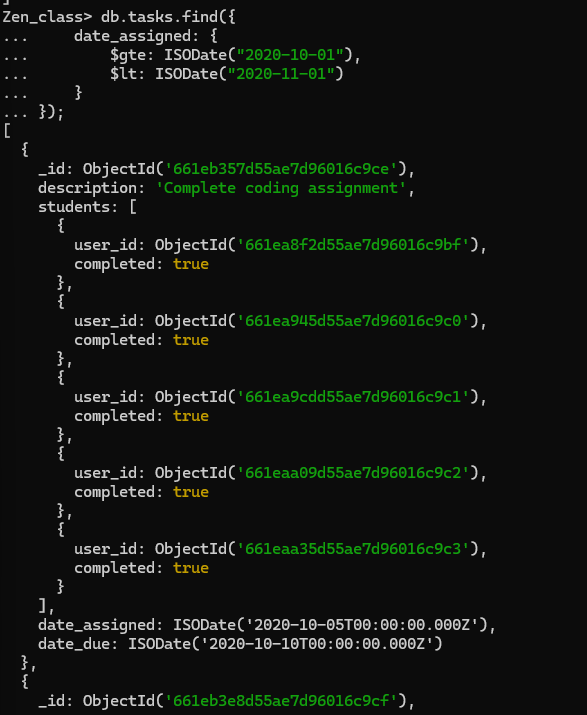 ]
Zen_class> db.tasks.find({
...     date_assigned: {
...         $gte: ISODate("2020-10-01"),
...         $lt: ISODate("2020-11-01")
...     }
... });
[
  {
    _id: ObjectId('661eb357d55ae7d96016c9ce'),
    description: 'Complete coding assignment',
    students: [
      {
        user_id: ObjectId('661ea8f2d55ae7d96016c9bf'),
        completed: true
      },
      {
        user_id: ObjectId('661ea945d55ae7d96016c9c0'),
        completed: true
      },
      {
        user_id: ObjectId('661ea9cdd55ae7d96016c9c1'),
        completed: true
      },
      {
        user_id: ObjectId('661eaa09d55ae7d96016c9c2'),
        completed: true
      },
      {
        user_id: ObjectId('661eaa35d55ae7d96016c9c3'),
        completed: true
      }
    ],
    date_assigned: ISODate('2020-10-05T00:00:00.000Z'),
    date_due: ISODate('2020-10-10T00:00:00.000Z')
  },
  {
    _id: ObjectId('661eb3e8d55ae7d96016c9cf'),